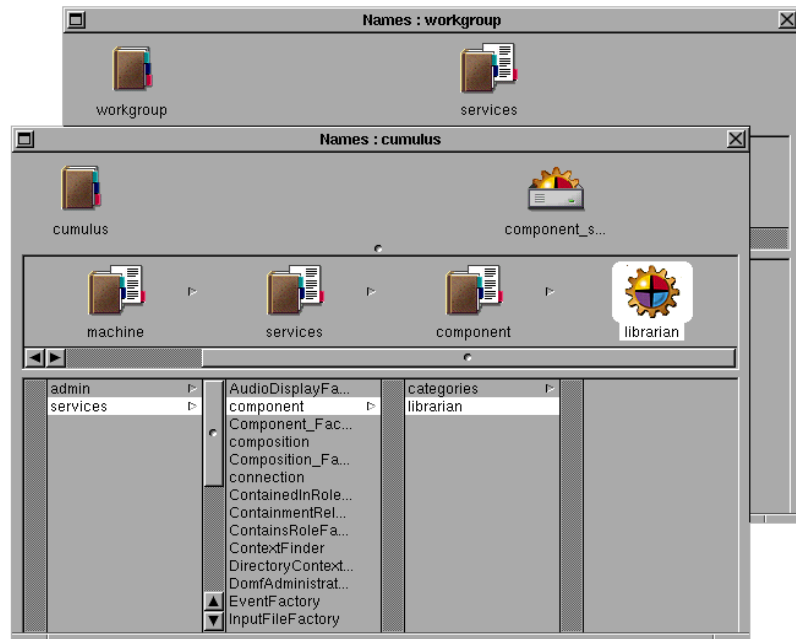 Names : workgroup
workgroup
services
Names : cumulus
cumulus
component_s...
machine
services
component
librarian
admin
services
AudioDisplayFa...
component
Component_Fac...
composition
Composition_Fa...
connection
ContainedInRole...
ContainmentRel...
ContainsRoleFa...
ContextFinder
DirectoryContext...
DomfAdministrat...
EventFactory
InputFileFactory
categories
librarian